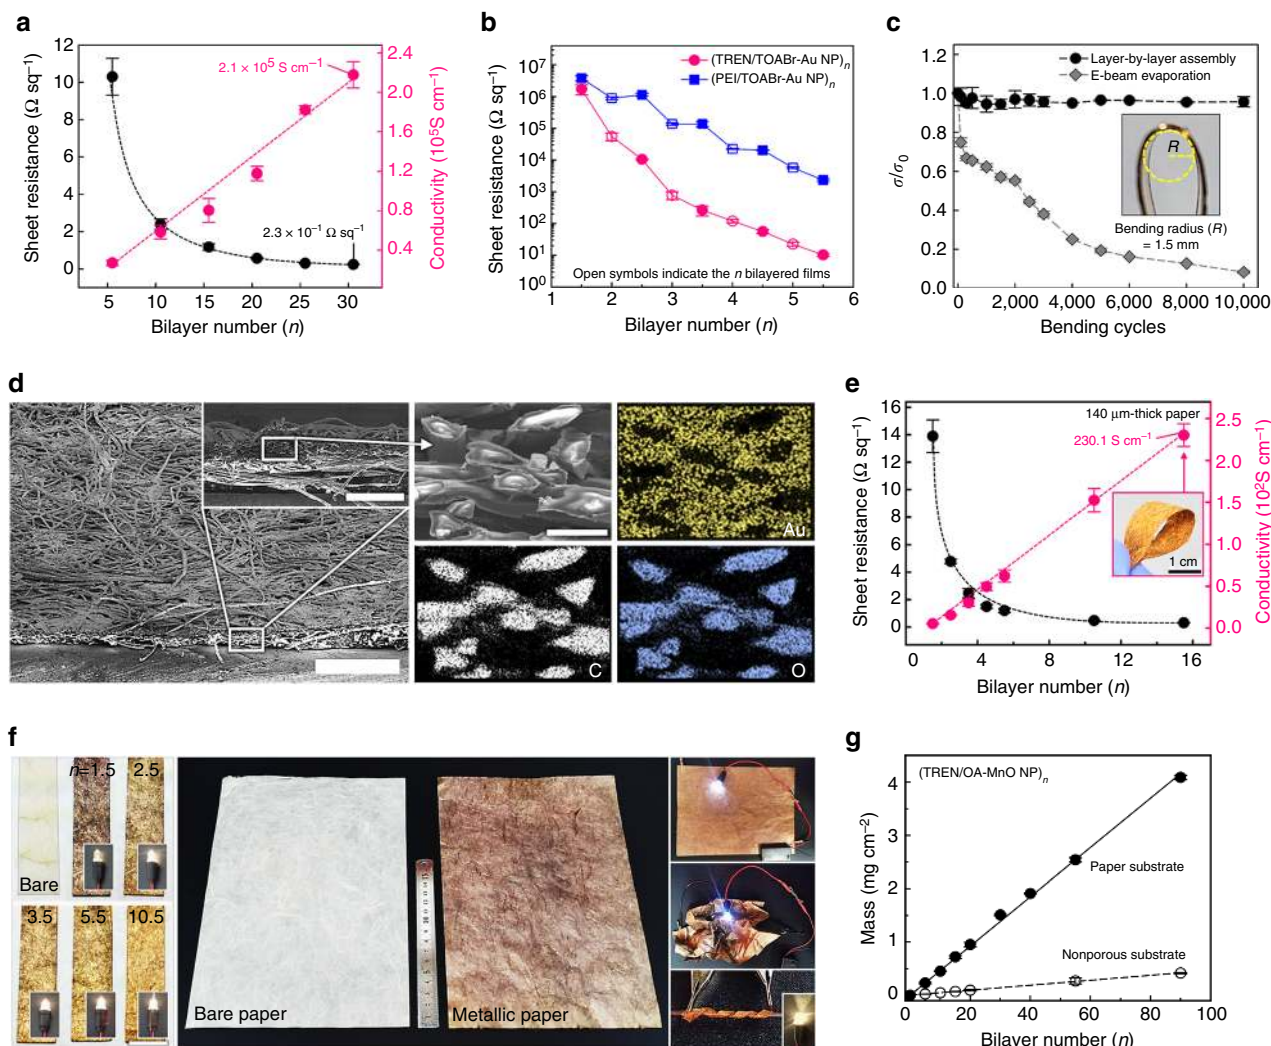 a
12
10
8
6
4
2
0
Sheet resistance (Ω sq⁻¹)
2.1 × 10⁵ S cm⁻¹
2.3 × 10⁻¹ Ω sq⁻¹
2.4
2.0
1.6
1.2
0.8
0.4
Conductivity (10⁵S cm⁻¹)
5 10 15 20 25 30
Bilayer number (n)
b
10⁷
10⁶
10⁵
10⁴
10³
10²
10¹
10⁰
Sheet resistance (Ω sq⁻¹)
(TREN/TOABr-Au NP)ₙ
(PEI/TOABr-Au NP)ₙ
Open symbols indicate the n bilayered films
1 2 3 4 5 6
Bilayer number (n)
c
1.2
1.0
0.8
0.6
0.4
0.2
0.0
σ/σ₀
Layer-by-layer assembly
E-beam evaporation
R
Bending radius (R)
= 1.5 mm
0 2,000 4,000 6,000 8,000 10,000
Bending cycles
d
Au
C
O
e
16
14
12
10
8
6
4
2
0
Sheet resistance (Ω sq⁻¹)
140 μm-thick paper
230.1 S cm⁻¹
1 cm
2.5
2.0
1.5
1.0
0.5
0.0
Conductivity (10²S cm⁻¹)
0 4 8 12 16
Bilayer number (n)
f
Bare
n=1.5
2.5
3.5
5.5
10.5
Bare paper
Metallic paper
g
4
3
2
1
0
Mass (mg cm⁻²)
(TREN/OA-MnO NP)ₙ
Paper substrate
Nonporous substrate
0 20 40 60 80 100
Bilayer number (n)